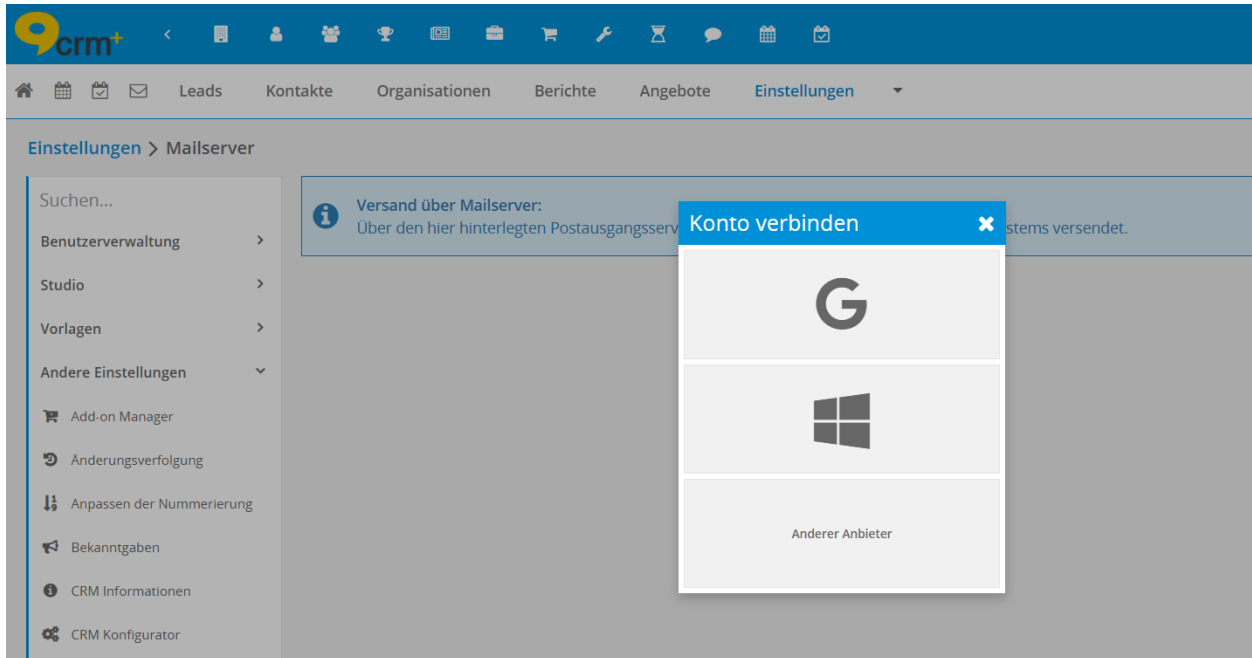 9crm+
Leads Kontakte Organisationen Berichte Angebote Einstellungen
Einstellungen > Mailserver
Suchen...
Benutzerverwaltung
Studio
Vorlagen
Andere Einstellungen
Add-on Manager
Änderungsverfolgung
Anpassen der Nummerierung
Bekanntgaben
CRM Informationen
CRM Konfigurator
Versand über Mailserver:
Über den hier hinterlegten Postausgangsserv
stems versendet.
Konto verbinden
G
Anderer Anbieter